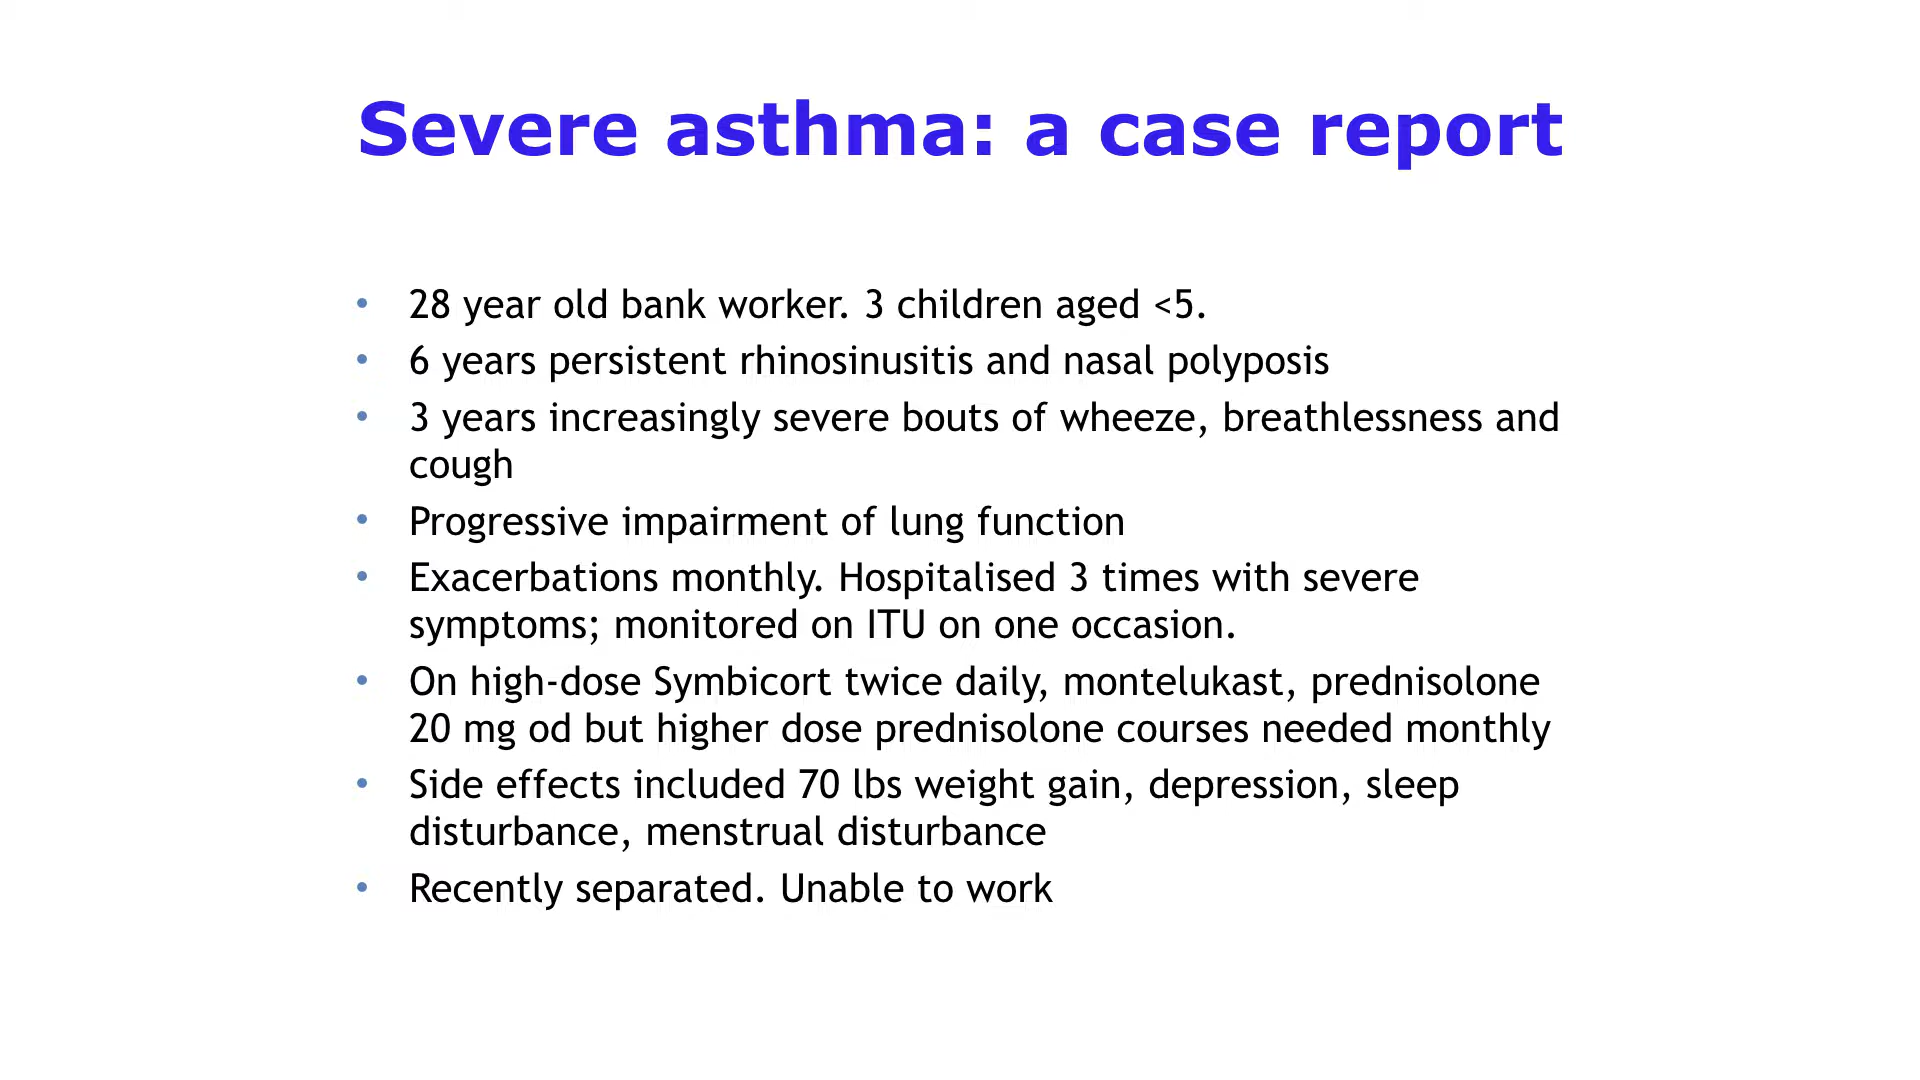 Severe asthma: a case report
• 28 year old bank worker. 3 children aged <5.
• 6 years persistent rhinosinusitis and nasal polyposis
• 3 years increasingly severe bouts of wheeze, breathlessness and
cough
• Progressive impairment of lung function
• Exacerbations monthly. Hospitalised 3 times with severe
symptoms; monitored on ITU on one occasion.
• On high-dose Symbicort twice daily, montelukast, prednisolone
20 mg od but higher dose prednisolone courses needed monthly
• Side effects included 70 lbs weight gain, depression, sleep
disturbance, menstrual disturbance
• Recently separated. Unable to work